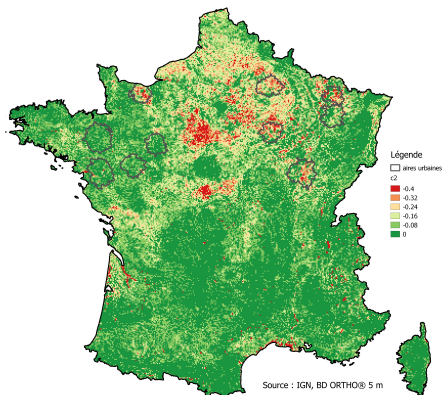 Légende
aires urbaines
c2
-0.4
-0.32
-0.24
-0.16
-0.08
0
Source : IGN, BD ORTHO® 5 m